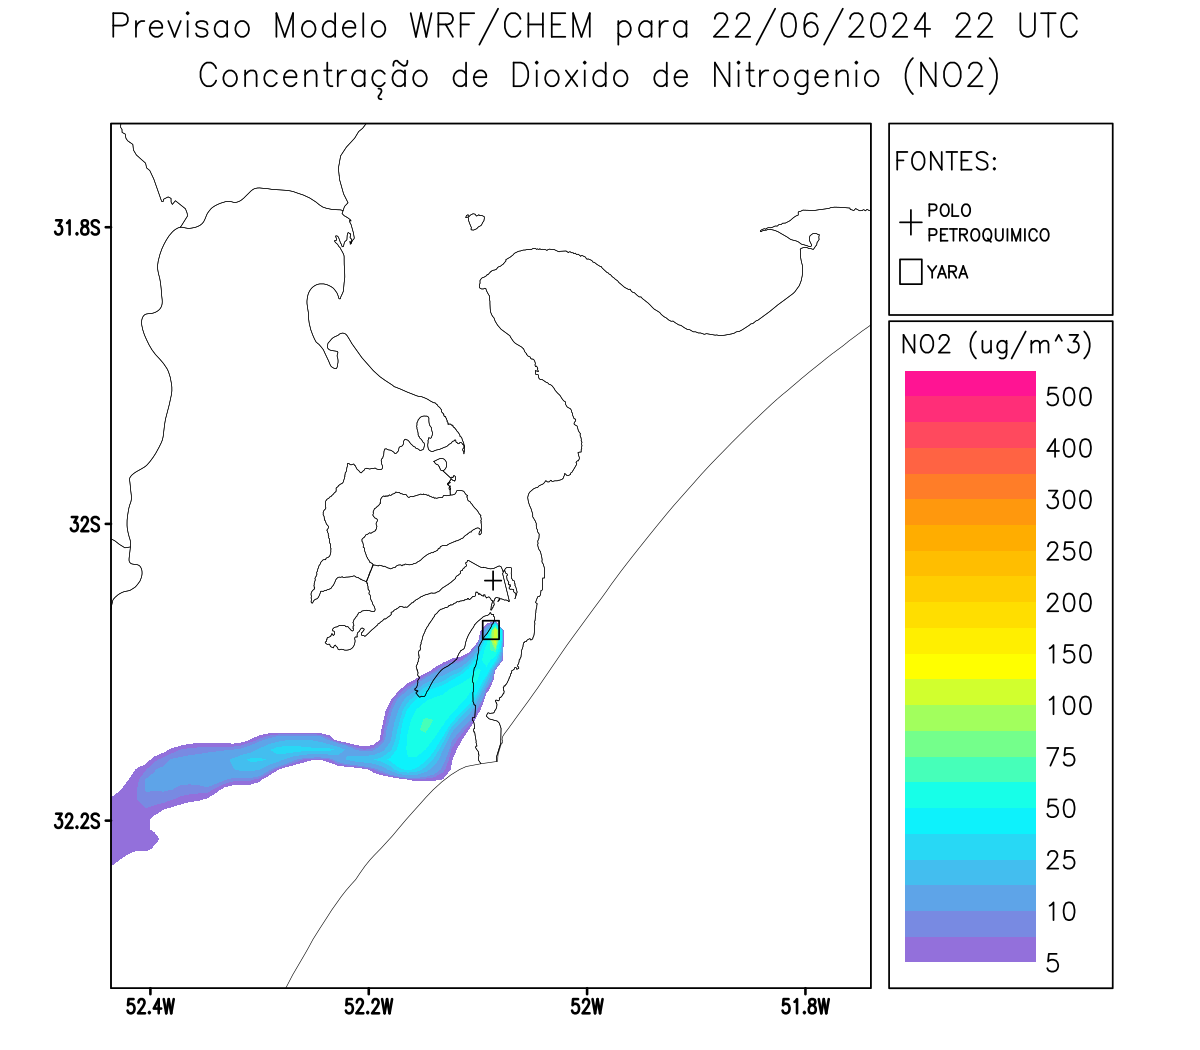 Previsao Modelo WRF/CHEM para 22/06/2024 22 UTC
Concentração de Dioxido de Nitrogenio (NO2)
FONTES:
POLO
PETROQUIMICO
YARA
NO2 (ug/m^3)
500
400
300
250
200
150
100
75
50
25
10
5
31.8S
32S
32.2S
52.4W
52.2W
52W
51.8W